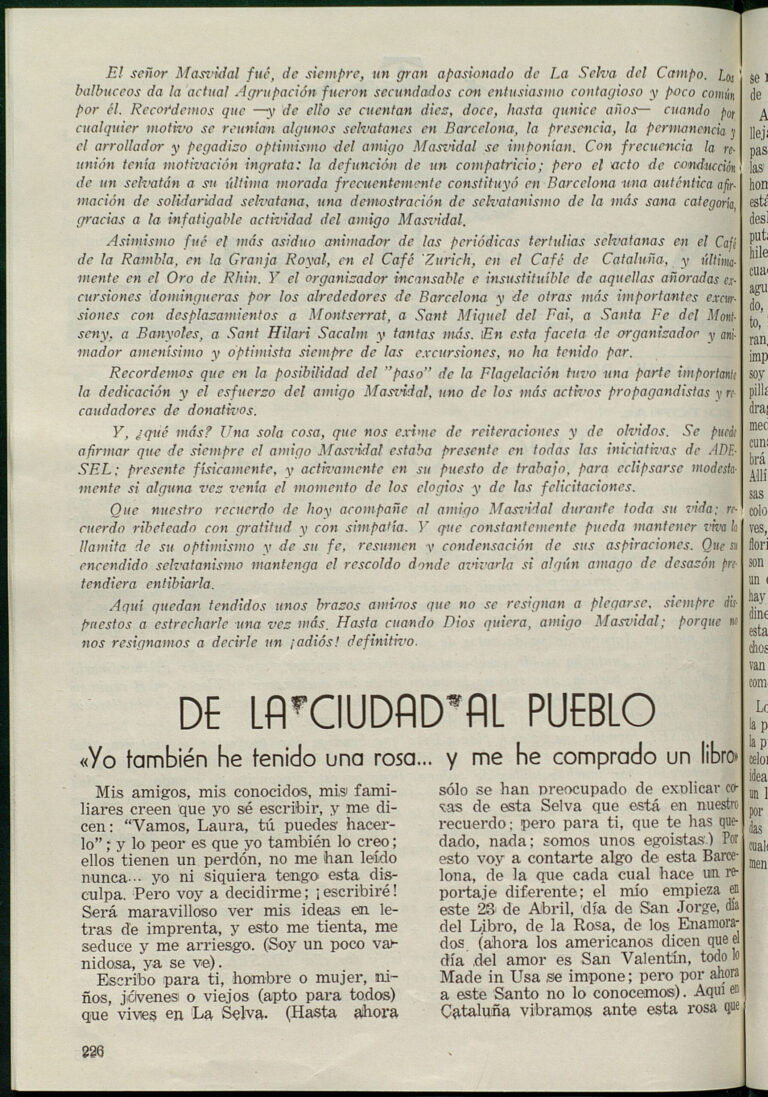 El señor Masvidal fué, de siempre, un gran apasionado de La Selva del Campo. Los
balbuceos da la actual Agrupación fueron secundados con entusiasmo contagioso y poco común
por él. Recordemos que —y de ello se cuentan diez, doce, hasta qunice años— cuando por
cualquier motivo se reunían algunos selvatanes en Barcelona, la presencia, la permanencia y
el arrollador y pegadizo optimismo del amigo Masvidal se imponían. Con frecuencia la re-
unión tenía motivación ingrata: la defunción de un compatricio; pero el acto de conducción
de un selvatán a su última morada frecuentemente constituyó en Barcelona una auténtica afir-
mación de solidaridad selvatana, una demostración de selvatanismo de la más sana categoría,
gracias a la infatigable actividad del amigo Masvidal.
Asimismo fué el más asiduo animador de las periódicas tertulias selvatanas en el Café
de la Rambla, en la Granja Royal, en el Café Zurich, en el Café de Cataluña, y última-
mente en el Oro de Rhin. Y el organizador incansable e insustituíble de aquellas añoradas ex-
cursiones domingueras por los alrededores de Barcelona y de otras más importantes excur-
siones con desplazamientos a Montserrat, a Sant Miquel del Fai, a Santa Fe del Mont-
seny, a Banyoles, a Sant Hilari Sacalm y tantas más. En esta faceta de organizador y ani-
mador amenísimo y optimista siempre de las excursiones, no ha tenido par.
Recordemos que en la posibilidad del "paso" de la Flagelación tuvo una parte importante
la dedicación y el esfuerzo del amigo Masvidal, uno de los más activos propagandistas y re-
caudadores de donativos.
Y, ¿qué más? Una sola cosa, que nos exime de reiteraciones y de olvidos. Se puede
afirmar que de siempre el amigo Masvidal estaba presente en todas las iniciativas de ADE-
SEL; presente físicamente, y activamente en su puesto de trabajo, para eclipsarse modesta-
mente si alguna vez venía el momento de los elogios y de las felicitaciones.
Que nuestro recuerdo de hoy acompañe al amigo Masvidal durante toda su vida; re-
cuerdo ribeteado con gratitud y con simpatía. Y que constantemente pueda mantener viva la
llamita de su optimismo y de su fe, resumen y condensación de sus aspiraciones. Que su
encendido selvatanismo mantenga el rescoldo donde avivarla si algún amago de desazón pre-
tendiera entibiarla.
Aquí quedan tendidos unos brazos amigos que no se resignan a plegarse, siempre dis-
puestos a estrecharle una vez más. Hasta cuando Dios quiera, amigo Masvidal; porque no
nos resignamos a decirle un ¡adiós! definitivo.
DE LA CIUDAD AL PUEBLO
«Yo también he tenido una rosa... y me he comprado un libro»
Mis amigos, mis conocidos, mis fami-
liares creen que yo sé escribir, y me di-
cen: "Vamos, Laura, tú puedes hacer-
lo"; y lo peor es que yo también lo creo;
ellos tienen un perdón, no me han leído
nunca... yo ni siquiera tengo esta dis-
culpa. Pero voy a decidirme; ¡escribiré!
Será maravilloso ver mis ideas en le-
tras de imprenta, y esto me tienta, me
seduce y me arriesgo. (Soy un poco va-
nidosa, ya se ve).
Escribo para ti, hombre o mujer, ni-
ños, jóvenes o viejos (apto para todos)
que vives en La Selva. (Hasta ahora
sólo se han preocupado de explicar co-
sas de esta Selva que está en nuestro
recuerdo; pero para ti, que te has que-
dado, nada; somos unos egoistas.) Por
esto voy a contarte algo de esta Barce-
lona, de la que cada cual hace un re-
portaje diferente; el mío empieza en
este 23 de Abril, día de San Jorge, día
del Libro, de la Rosa, de los Enamora-
dos (ahora los americanos dicen que el
día del amor es San Valentín, todo lo
Made in Usa se impone; pero por ahora
a este Santo no lo conocemos). Aquí en
Cataluña vibramos ante esta rosa que
226